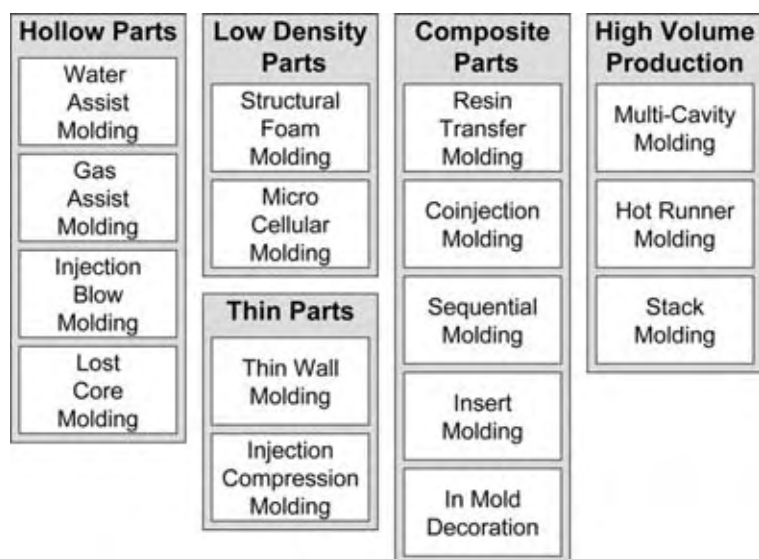 Hollow Parts
Water
Assist
Molding
Gas
Assist
Molding
Injection
Blow
Molding
Lost
Core
Molding
Low Density
Parts
Structural
Foam
Molding
Micro
Cellular
Molding
Thin Parts
Thin Wall
Molding
Injection
Compression
Molding
Composite
Parts
Resin
Transfer
Molding
Coinjection
Molding
Sequential
Molding
Insert
Molding
In Mold
Decoration
High Volume
Production
Multi-Cavity
Molding
Hot Runner
Molding
Stack
Molding